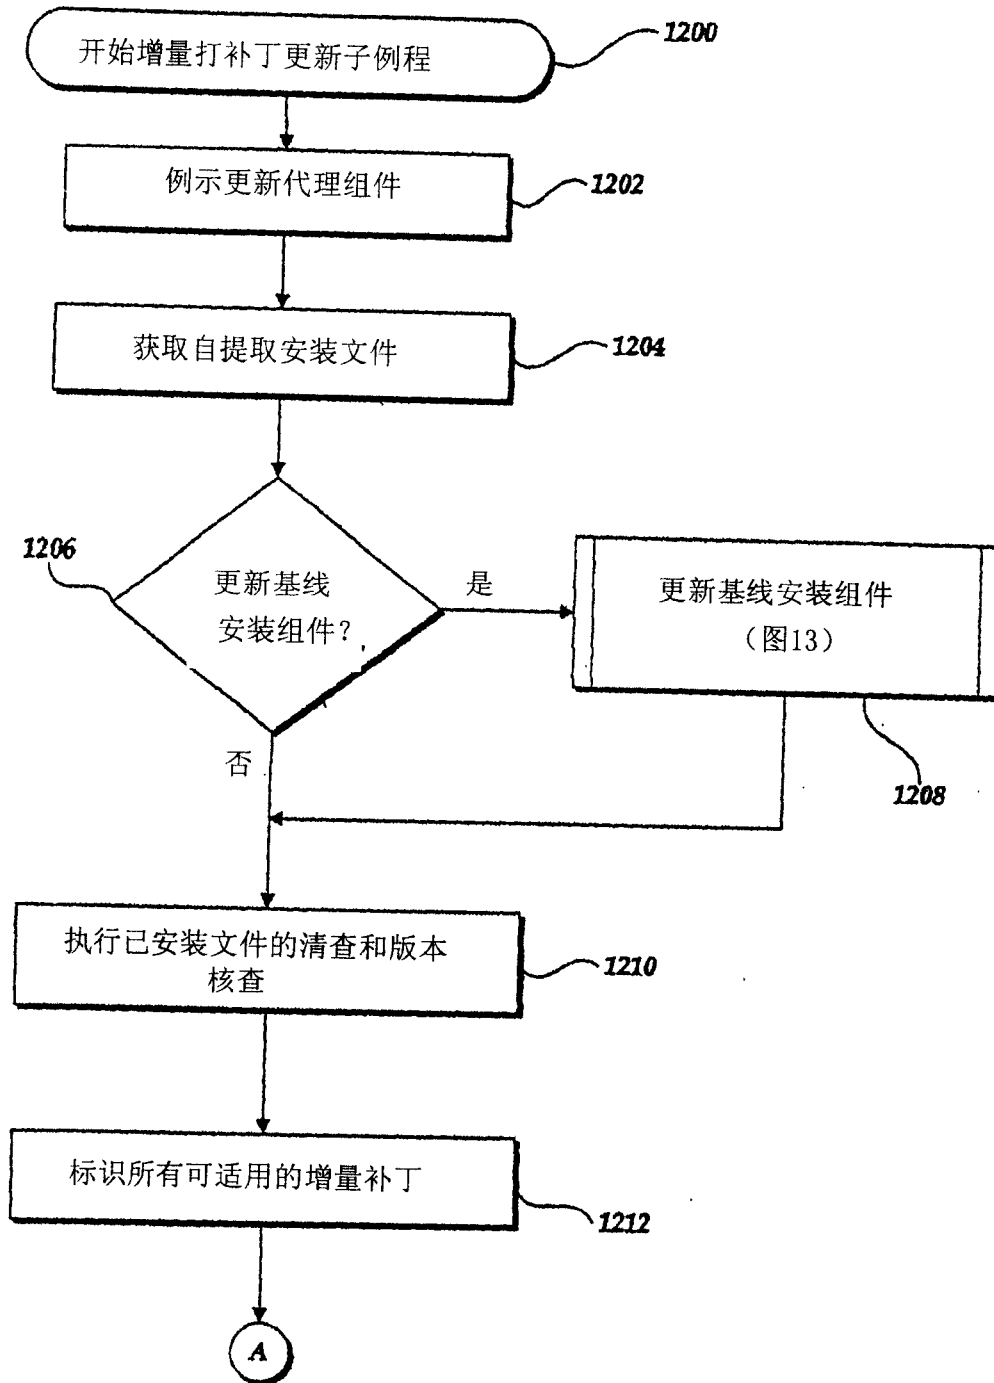 开始增量打补丁更新子例程
1200
例示更新代理组件
1202
获取自提取安装文件
1204
1206
更新基线
安装组件？
是
更新基线安装组件
（图13）
否
1208
执行已安装文件的清查和版本
核查
1210
标识所有可适用的增量补丁
1212
A